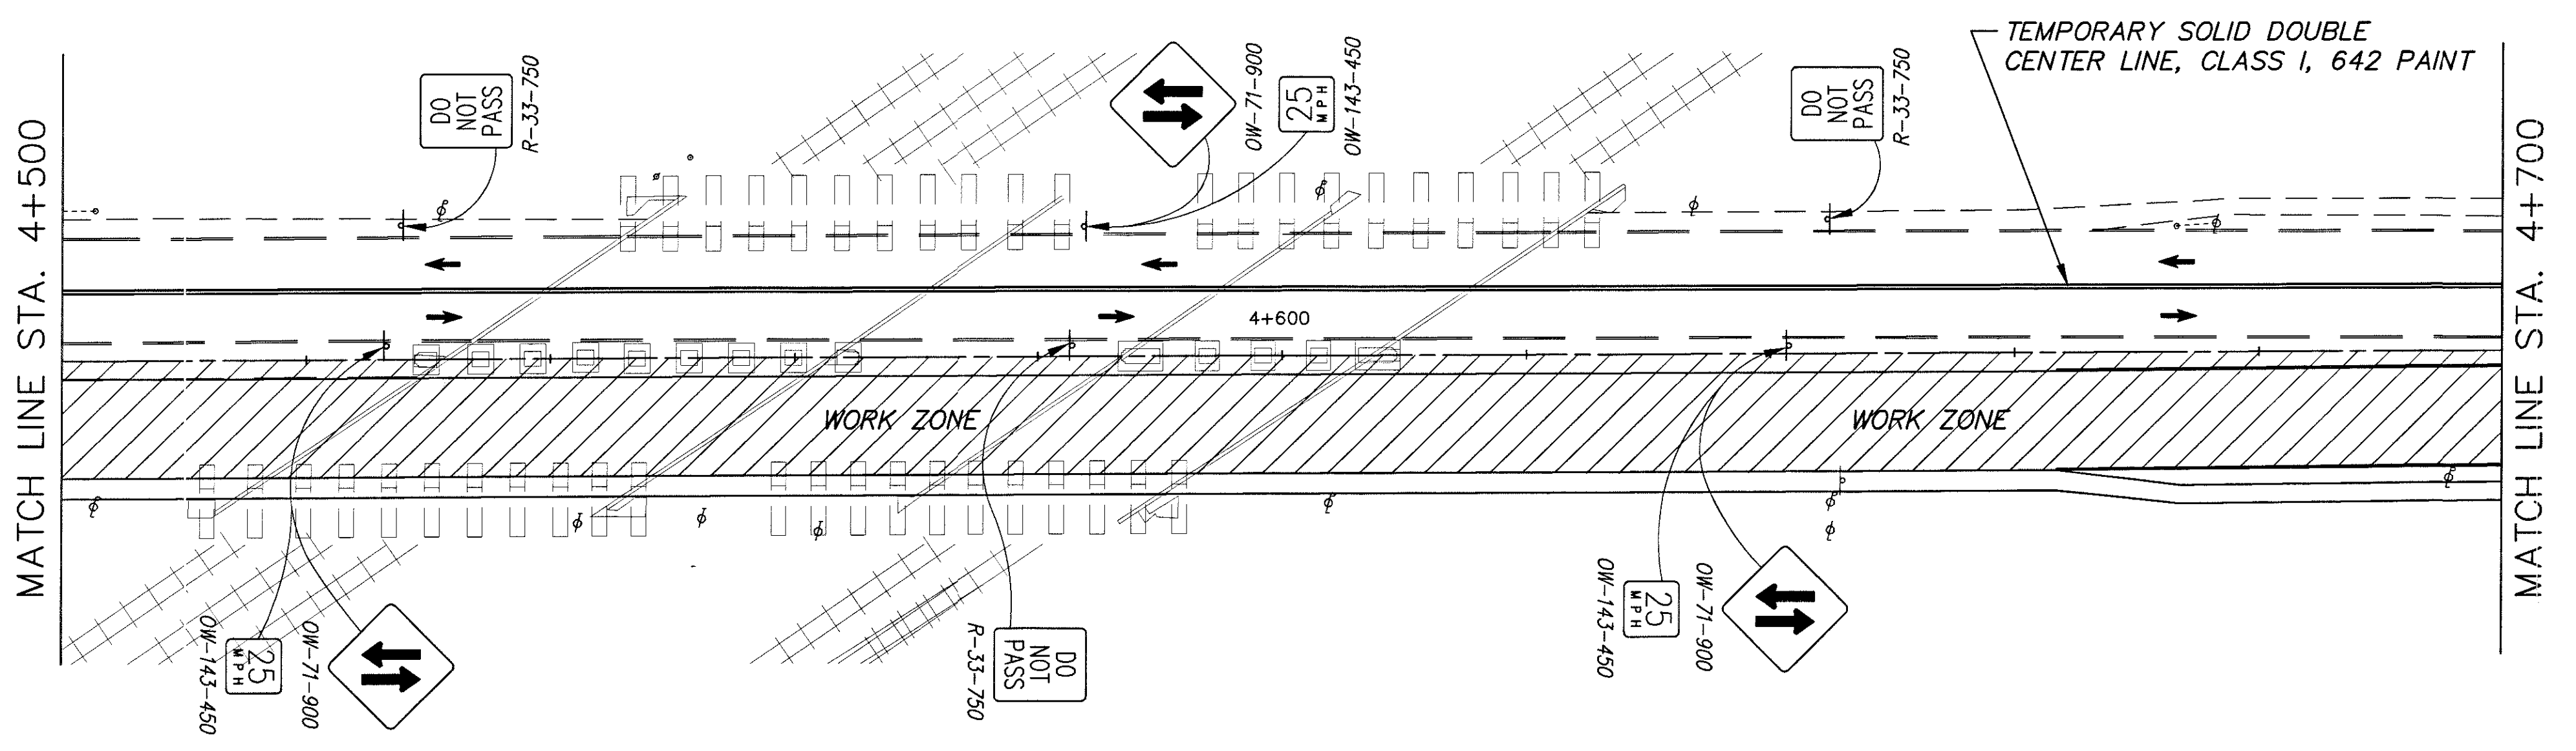 TEMPORARY SOLID DOUBLE
CENTER LINE, CLASS I, 642 PAINT
DO
NOT
PASS
R-33-750
OW-71-900
25
MPH
OW-143-450
DO
NOT
PASS
R-33-750
MATCH LINE STA. 4+500
MATCH LINE STA. 4+700
4+600
WORK ZONE
WORK ZONE
OW-143-450
25
MPH
OW-71-900
R-33-750
DO
NOT
PASS
OW-143-450
25
MPH
OW-71-900